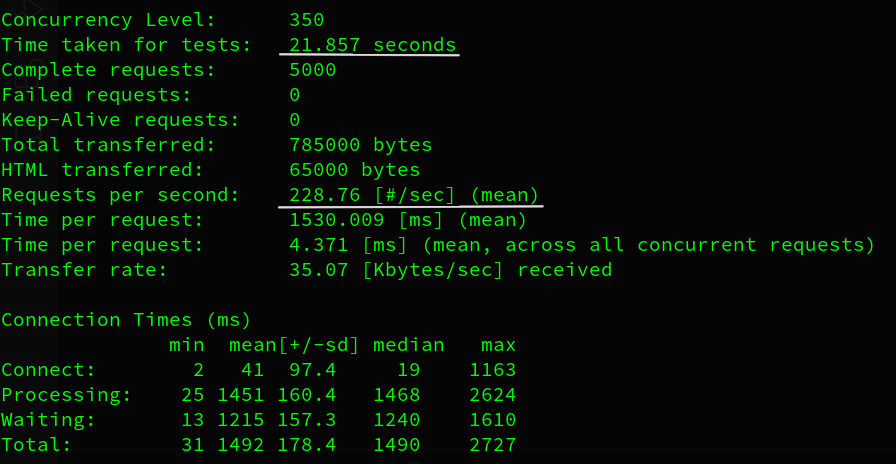 Concurrency Level: 350
Time taken for tests: 21.857 seconds
Complete requests: 5000
Failed requests: 0
Keep-Alive requests: 0
Total transferred: 785000 bytes
HTML transferred: 65000 bytes
Requests per second: 228.76 [#/sec] (mean)
Time per request: 1530.009 [ms] (mean)
Time per request: 4.371 [ms] (mean, across all concurrent requests)
Transfer rate: 35.07 [Kbytes/sec] received
Connection Times (ms)
min mean[+/-sd] median max
Connect: 2 41 97.4 19 1163
Processing: 25 1451 160.4 1468 2624
Waiting: 13 1215 157.3 1240 1610
Total: 31 1492 178.4 1490 2727